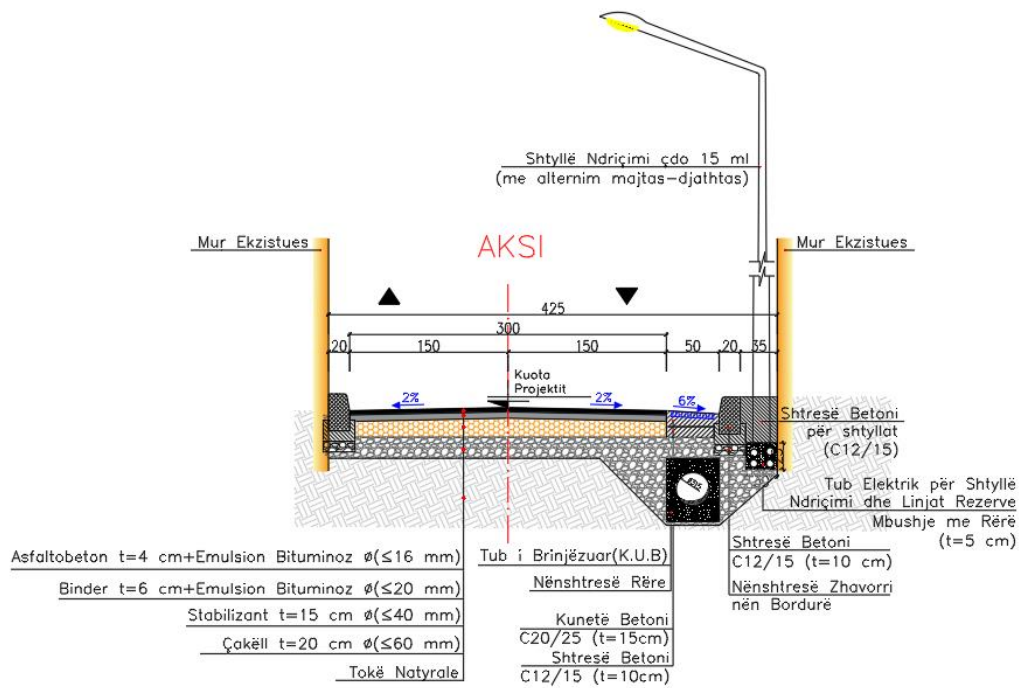 Shtyllë Ndriçimi çdo 15 ml
(me alternim majtas-djathtas)
Mur Ekzistues
AKSI
Mur Ekzistues
425
300
20
150
150
50
20
35
Kuota
Projektit
2%
2%
6%
Shtresë Betoni
për shtyllat
(C12/15)
Tub Elektrik për Shtyllë
Ndriçimi dhe Linjat Rezerve
Mbushje me Rërë
(t=5 cm)
Asfaltobeton t=4 cm+Emulsion Bituminoz ø(≤16 mm)
Binder t=6 cm+Emulsion Bituminoz ø(≤20 mm)
Stabilizant t=15 cm ø(≤40 mm)
Çakëll t=20 cm ø(≤60 mm)
Tokë Natyrale
Tub i Brinjëzuar(K.U.B)
Nënshtresë Rëre
Kunetë Betoni
C20/25 (t=15cm)
Shtresë Betoni
C12/15 (t=10cm)
Shtresë Betoni
C12/15 (t=10 cm)
Nënshtresë Zhavorri
nën Bordurë